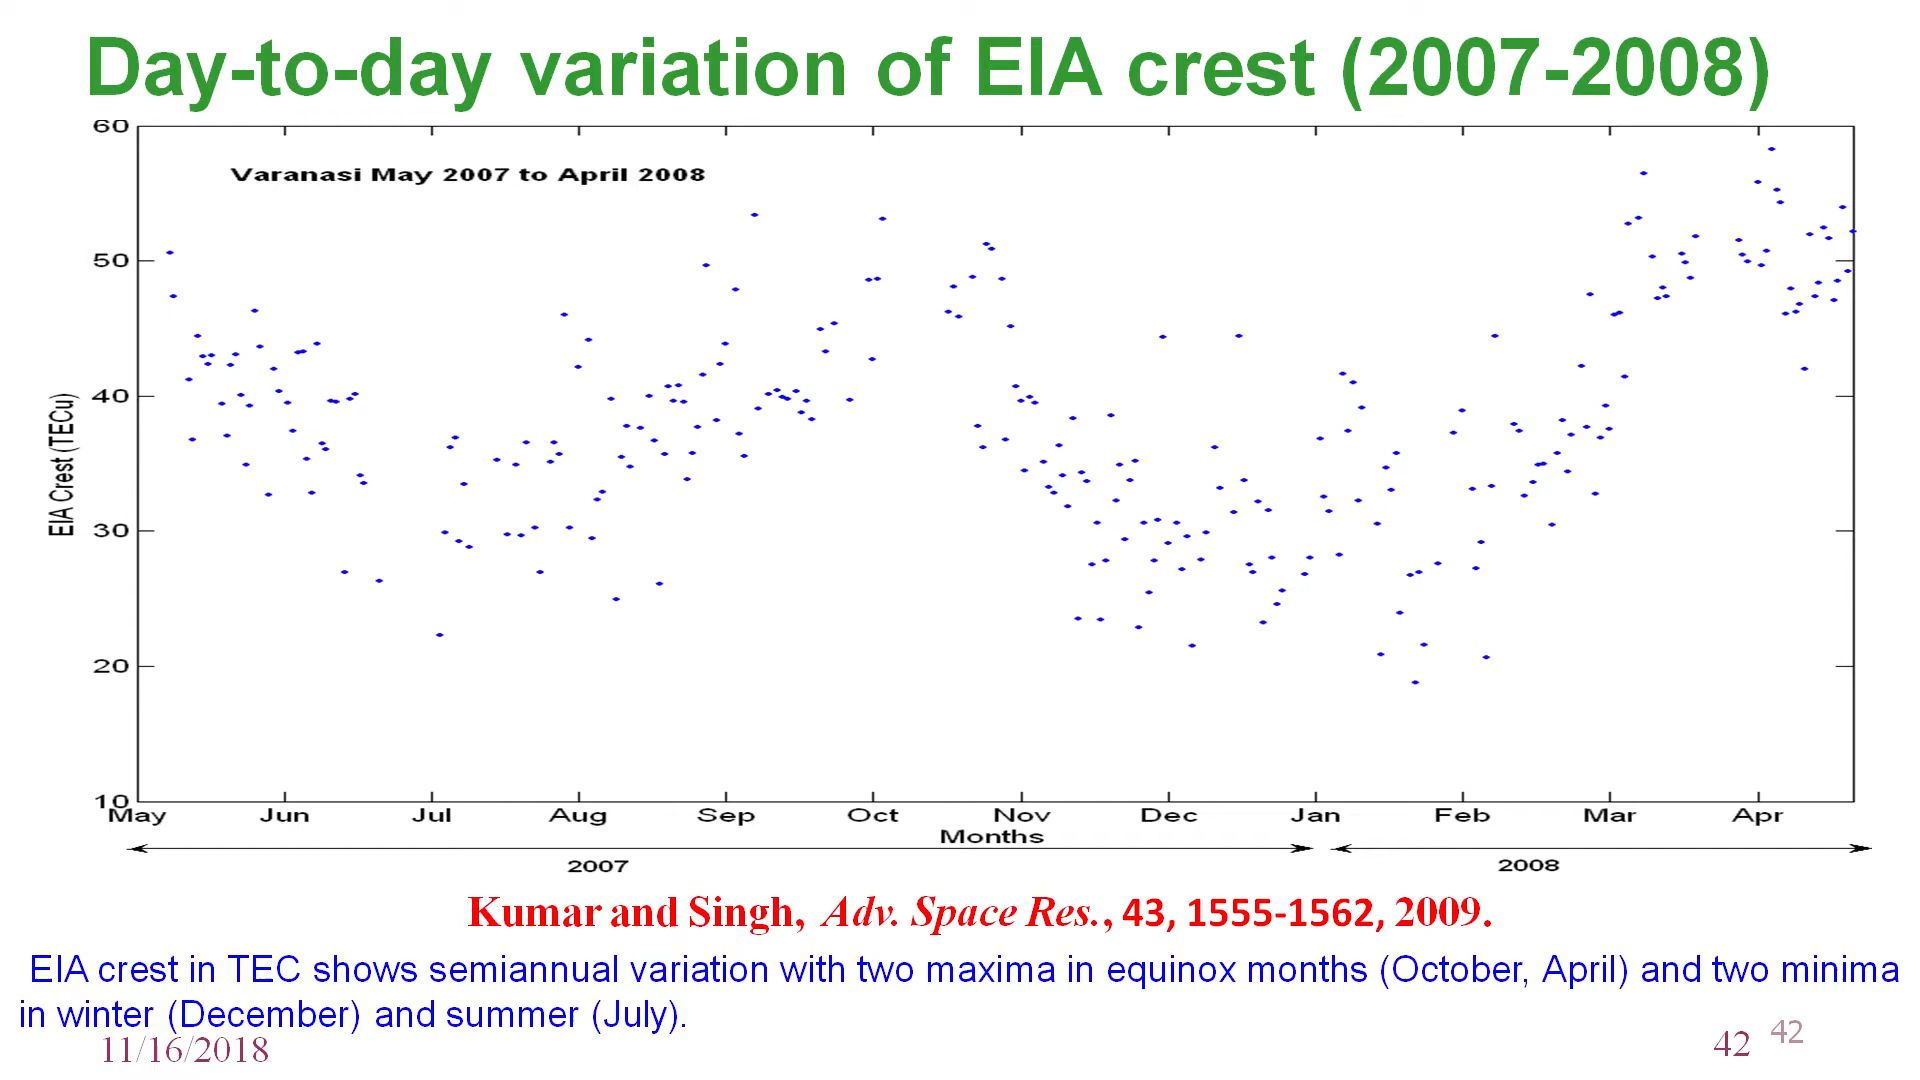 Day-to-day variation of EIA crest (2007-2008)
60
Varanasi May 2007 to April 2008
50
40
30
20
10
EIA Crest (TECu)
May Jun Jul Aug Sep Oct Nov Dec Jan Feb Mar Apr
Months
2007 2008
Kumar and Singh, Adv. Space Res., 43, 1555-1562, 2009.
EIA crest in TEC shows semiannual variation with two maxima in equinox months (October, April) and two minima
in winter (December) and summer (July).
11/16/2018 42 42